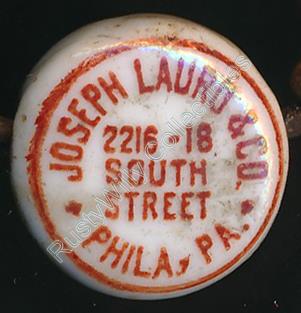 JOSEPH LAURO & CO.
2216-18
SOUTH
STREET
PHILA, PA.